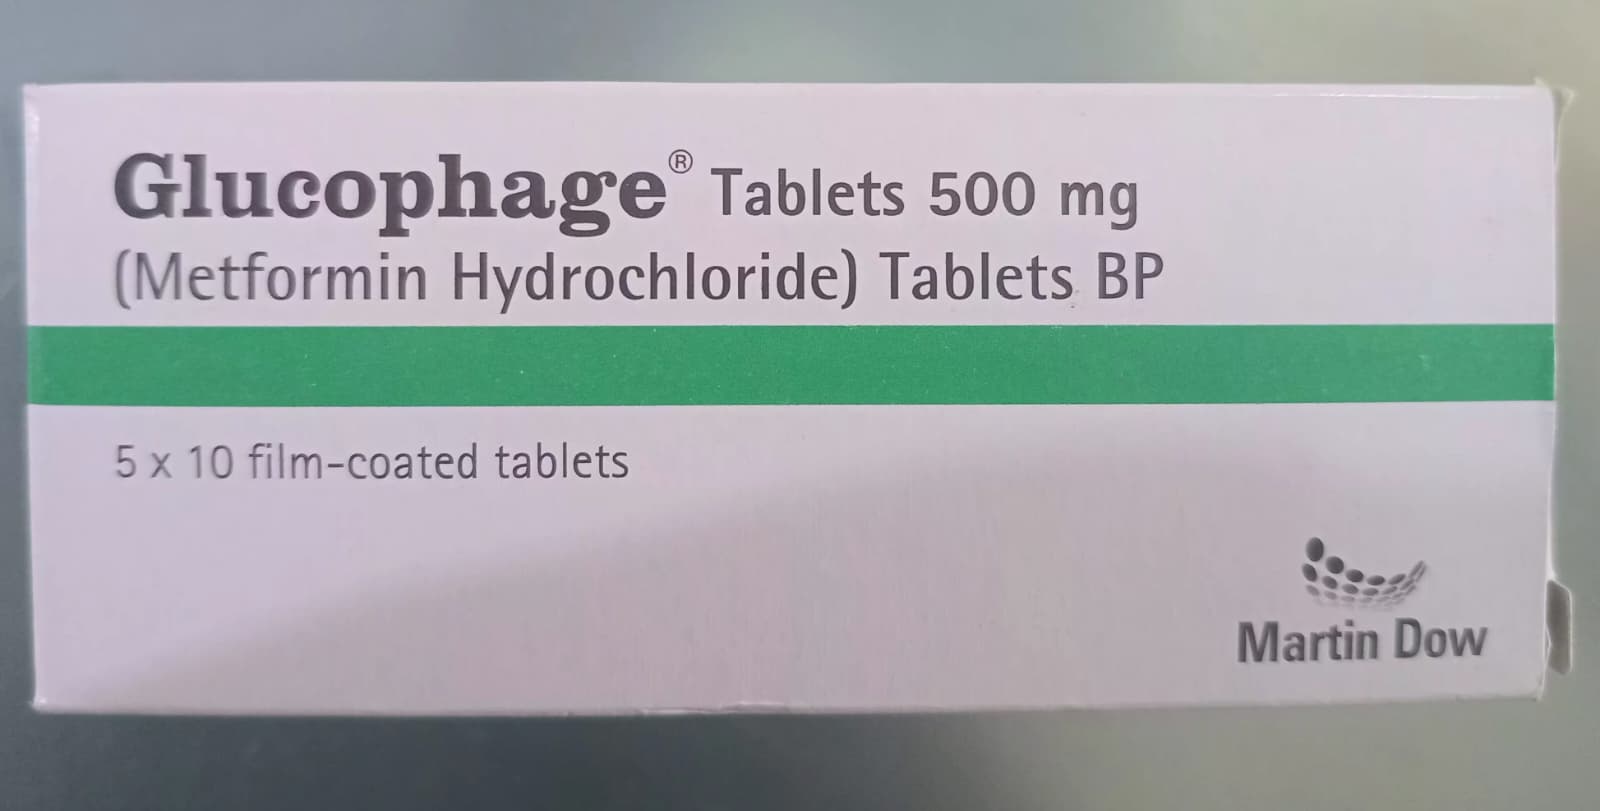 Glucophage® Tablets 500 mg
(Metformin Hydrochloride) Tablets BP
5 x 10 film-coated tablets
Martin Dow